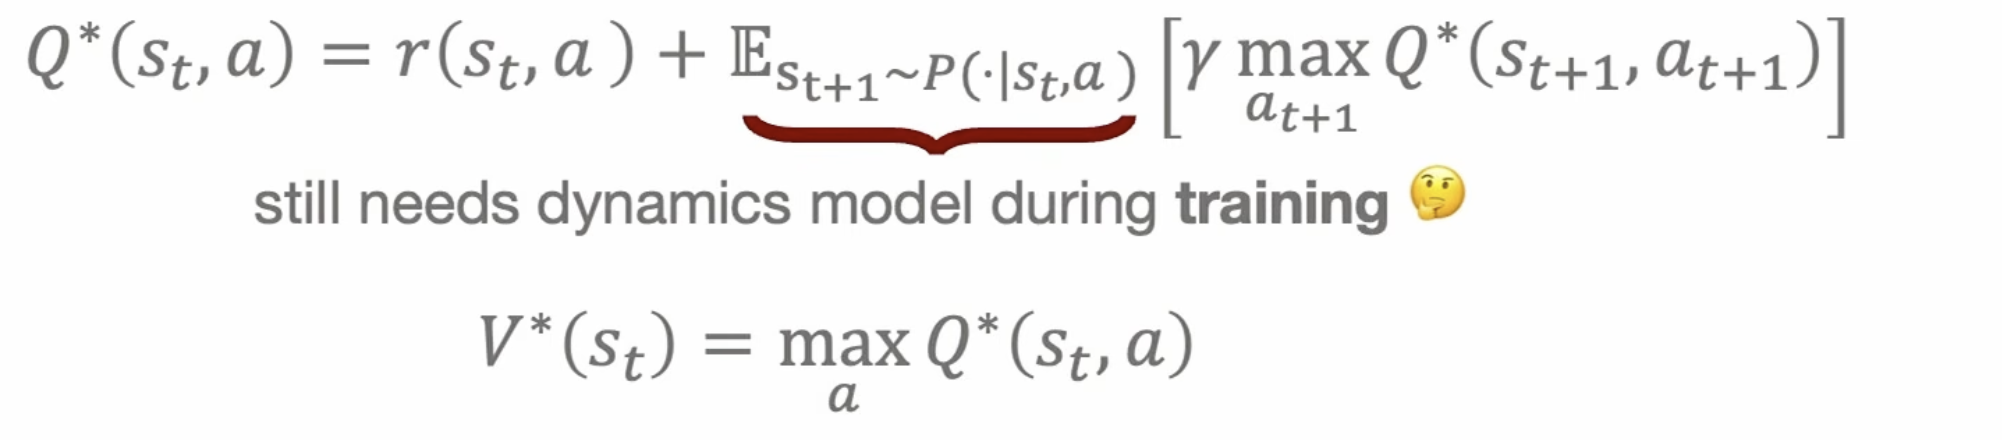 Q*(s_t, a) = r(s_t, a) + 𝔼_{s_{t+1}~P(·|s_t,a)} [γ max_{a_{t+1}} Q*(s_{t+1}, a_{t+1})]
still needs dynamics model during training 🤔
V*(s_t) = max_a Q*(s_t, a)